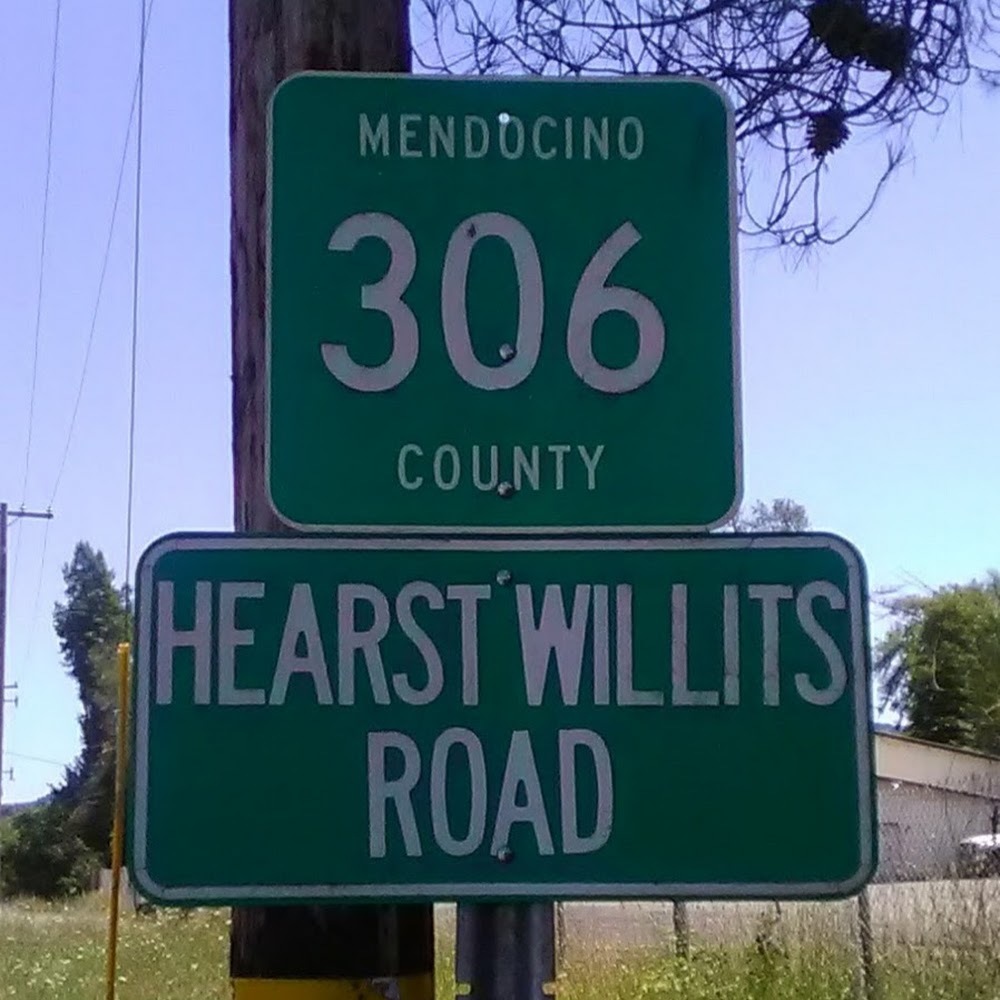 MENDOCINO
306
COUNTY
HEARST WILLITS
ROAD